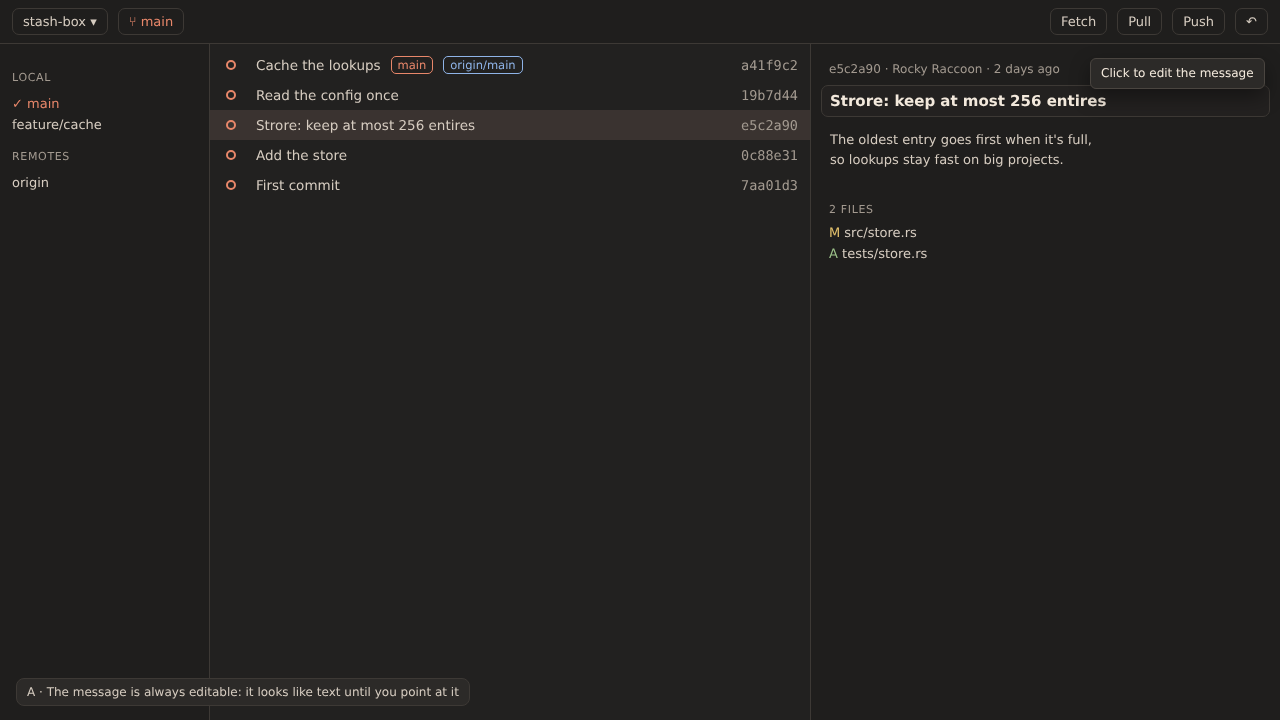 stash-box ▾
⑂ main
Fetch
Pull
Push
↶
LOCAL
✓ main
feature/cache
REMOTES
origin
Cache the lookups main origin/main a41f9c2
Read the config once 19b7d44
Strore: keep at most 256 entires e5c2a90
Add the store 0c88e31
First commit 7aa01d3
e5c2a90 · Rocky Raccoon · 2 days ago
Click to edit the message
Strore: keep at most 256 entires
The oldest entry goes first when it's full,
so lookups stay fast on big projects.
2 FILES
M src/store.rs
A tests/store.rs
A · The message is always editable: it looks like text until you point at it